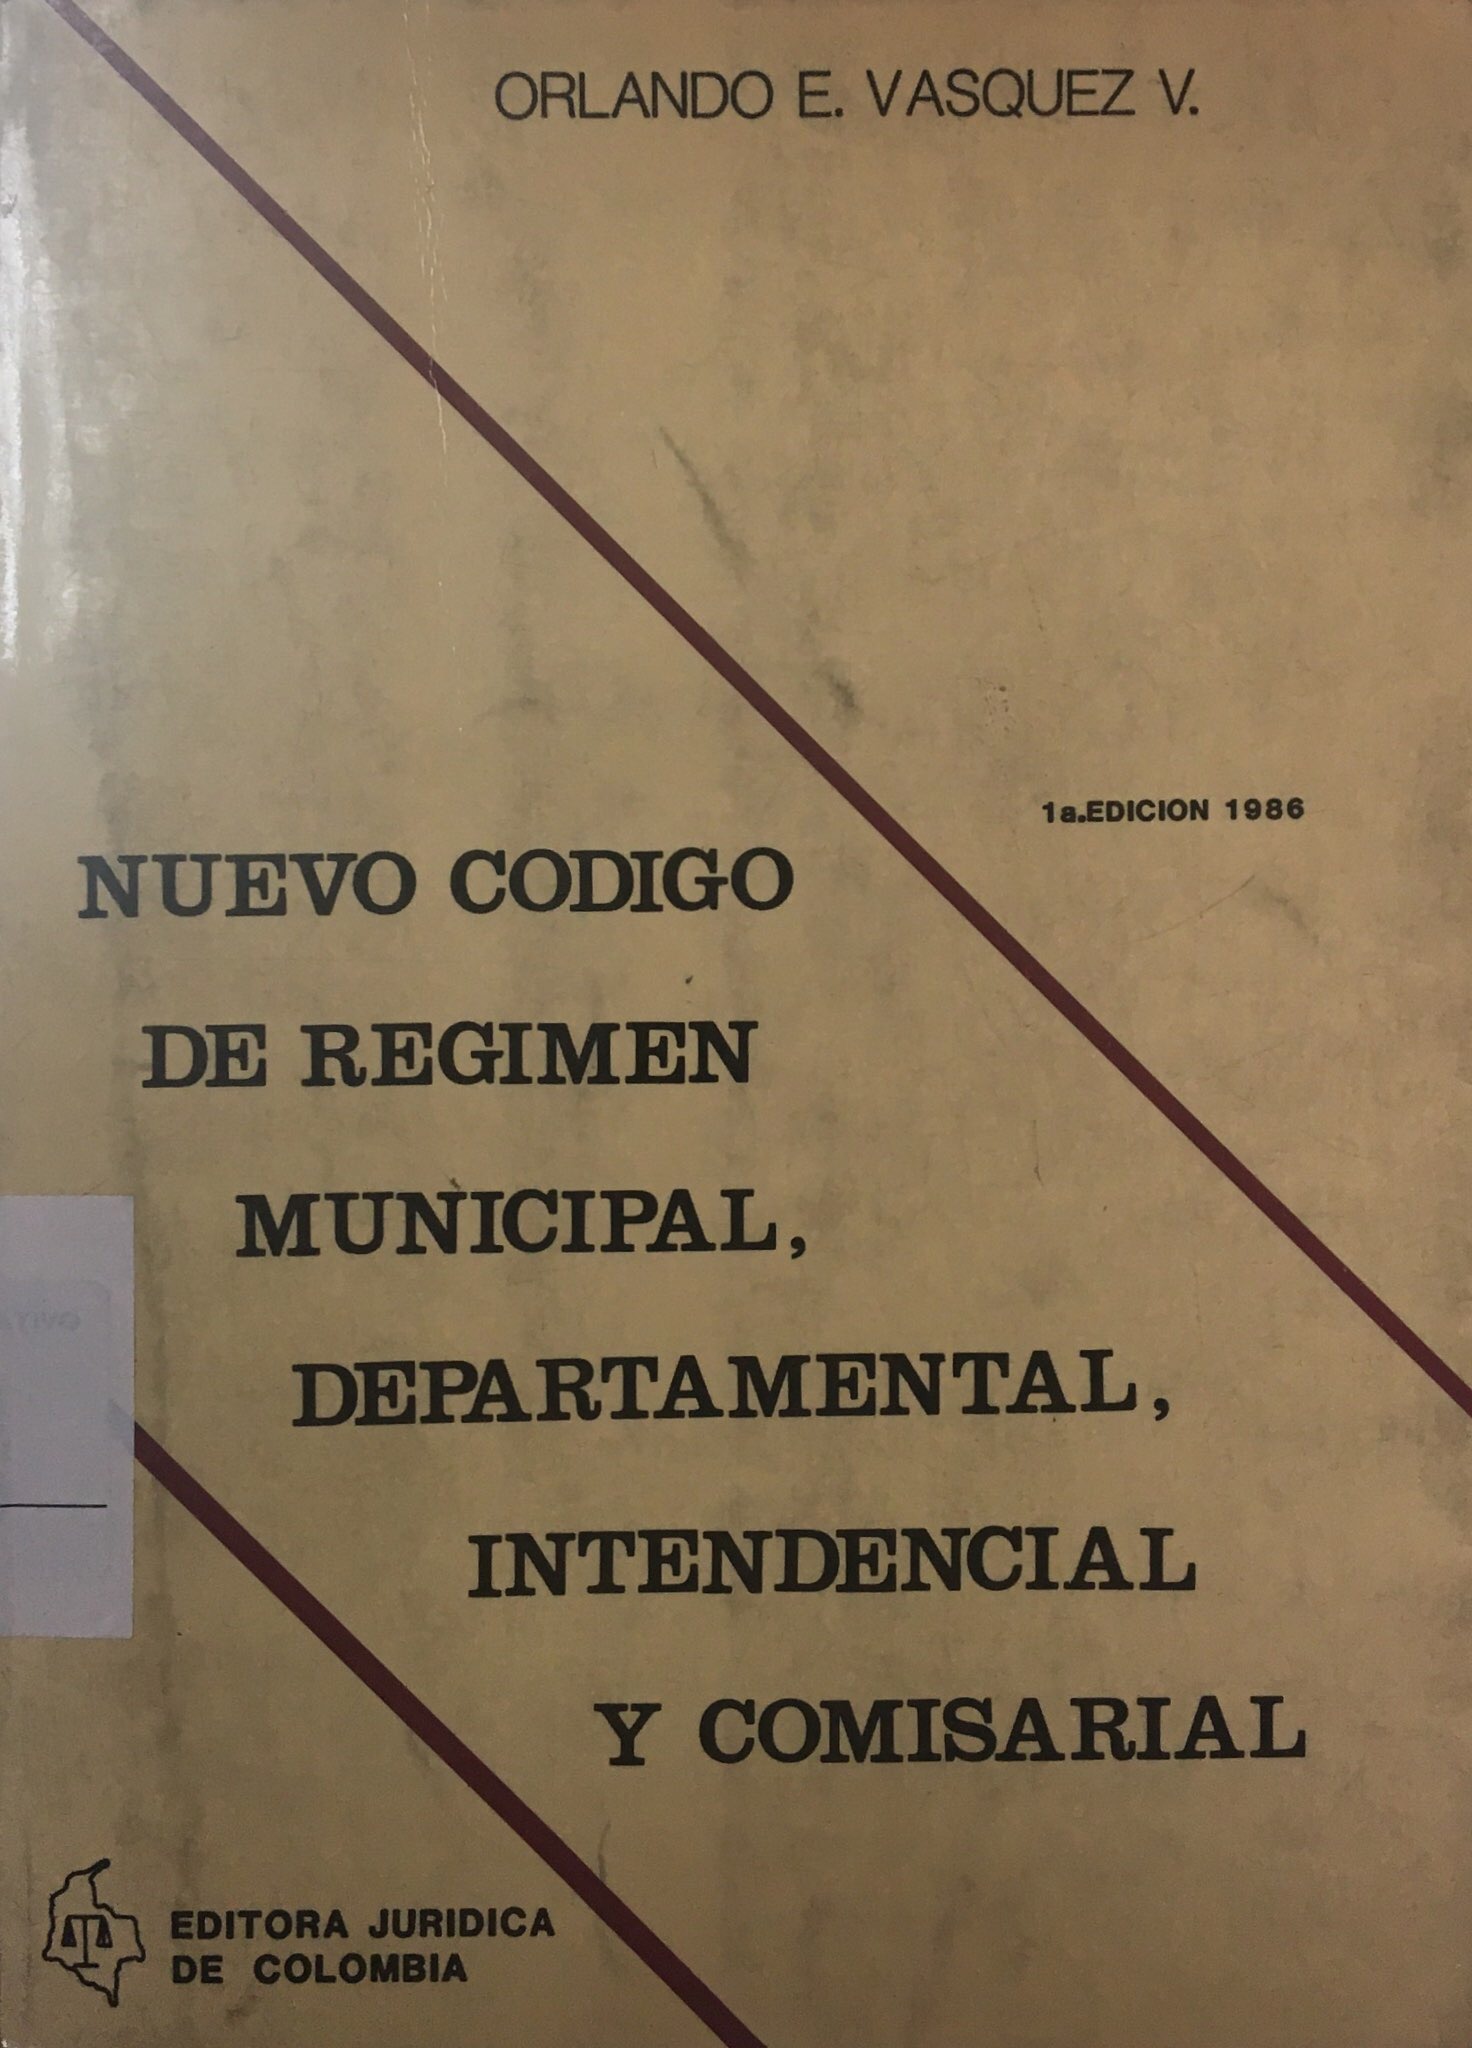 ORLANDO E. VASQUEZ V.
1a.EDICION 1986
NUEVO CODIGO
DE REGIMEN
MUNICIPAL,
DEPARTAMENTAL,
INTENDENCIAL
Y COMISARIAL
EDITORA JURIDICA
DE COLOMBIA